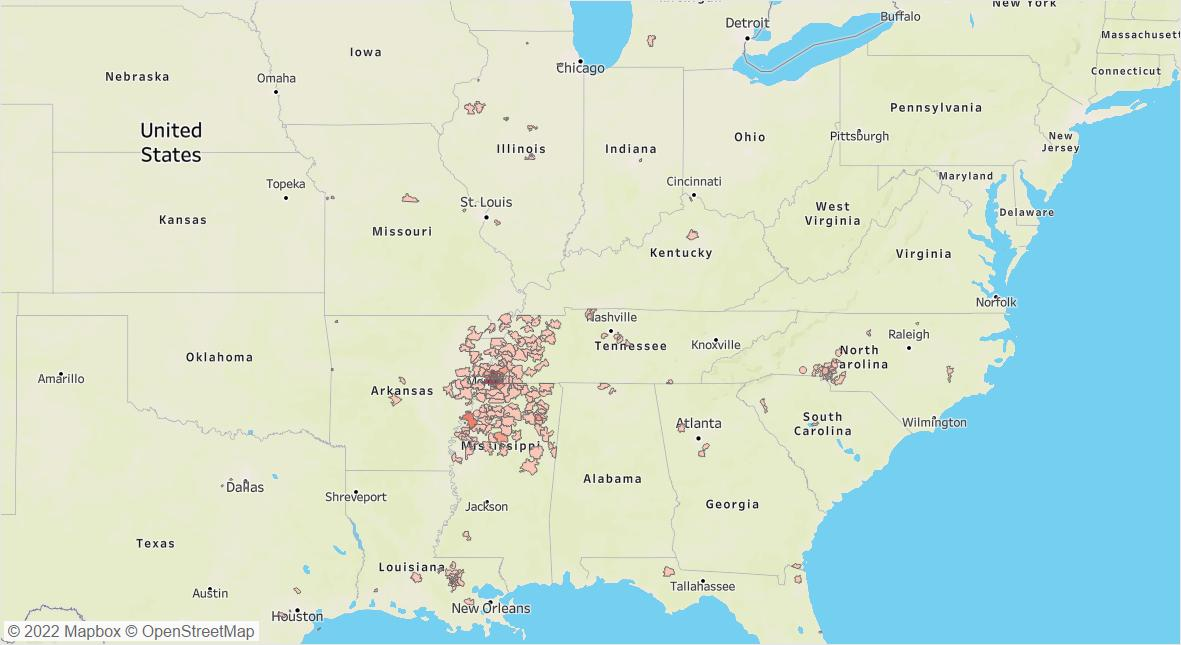 New York
Detroit
Buffalo
Massachusett
Iowa
Chicago
Connecticut
Nebraska
Omaha
Pennsylvania
United
States
Illinois
Indiana
Ohio
Pittsburgh
New
Jersey
Topeka
Cincinnati
Maryland
St. Louis
West
Virginia
Delaware
Kansas
Missouri
Kentucky
Virginia
Norfolk
Nashville
Raleigh
Oklahoma
Tennessee
Knoxville
North
Carolina
Amarillo
Arkansas
Atlanta
South
Carolina
Wilmington
Mississippi
Alabama
Dallas
Shreveport
Jackson
Georgia
Texas
Louisiana
Austin
Tallahassee
New Orleans
Houston
© 2022 Mapbox © OpenStreetMap